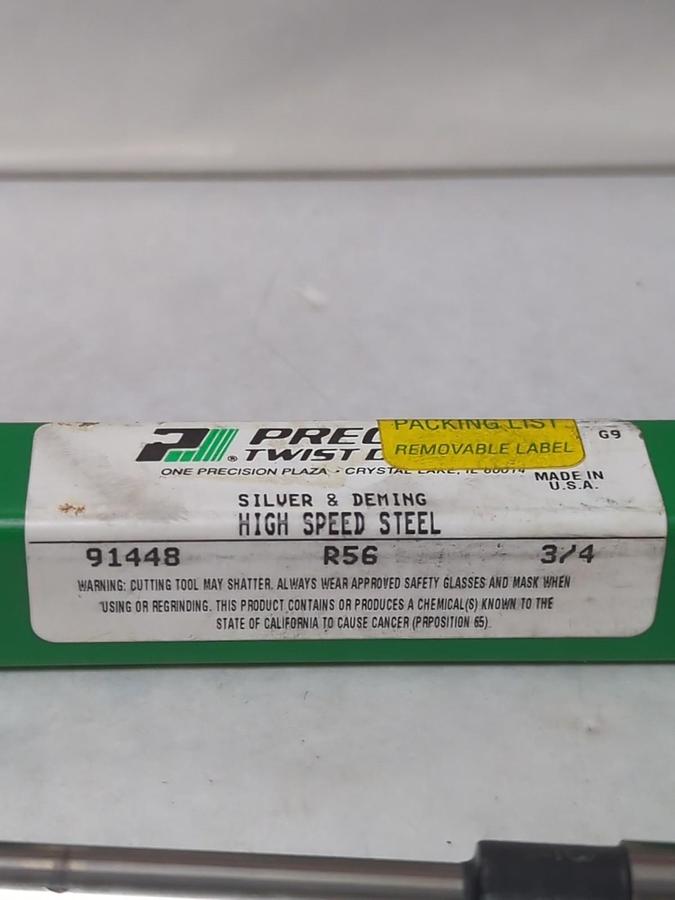 PREC
PACKING LIST
G9
® TWIST D
REMOVABLE LABEL
ONE PRECISION PLAZA • CRYSTAL LAKE, IL 60014
MADE IN
U.S.A.
SILVER & DEMING
HIGH SPEED STEEL
91448 R56 3/4
WARNING: CUTTING TOOL MAY SHATTER. ALWAYS WEAR APPROVED SAFETY GLASSES AND MASK WHEN
USING OR REGRINDING. THIS PRODUCT CONTAINS OR PRODUCES A CHEMICAL(S) KNOWN TO THE
STATE OF CALIFORNIA TO CAUSE CANCER (PRPOSITION 65).